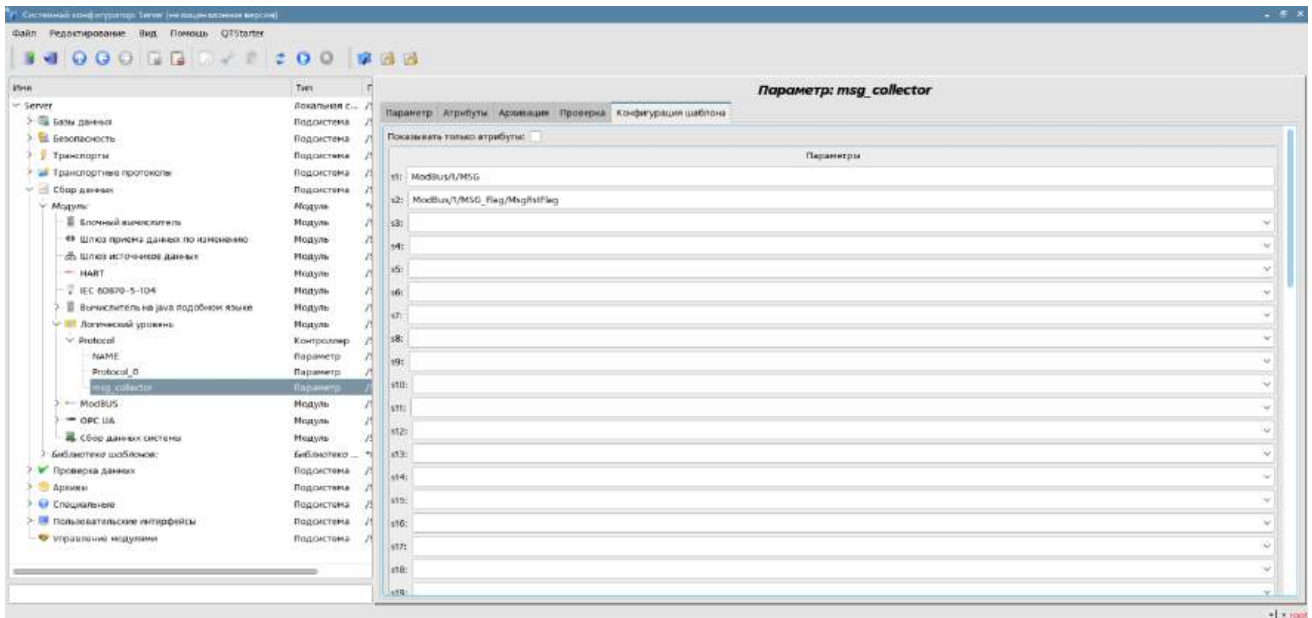 Системный конфигуратор: Server (не лицензионная версия)
Файл Редактирование Вид Помощь QTStarter
Имя Тип
Параметр: msg_collector
Server Локальная с...
Базы данных Подсистема
Безопасность Подсистема
Транспорты Подсистема
Транспортные протоколы Подсистема
Сбор данных Подсистема
Модуль: Модуль
Блочный вычислитель Модуль
Шлюз приема данных по изменению Модуль
Шлюз источников данных Модуль
HART Модуль
IEC 60870-5-104 Модуль
Вычислитель на java подобном языке Модуль
Логический уровень Модуль
Protocol Контроллер
NAME Параметр
Protocol_0 Параметр
msg_collector Параметр
ModBUS Модуль
OPC UA Модуль
Сбор данных системы Модуль
Библиотека шаблонов: Библиотека ...
Проверка данных Подсистема
Архивы Подсистема
Специальные Подсистема
Пользовательские интерфейсы Подсистема
Управление модулями Подсистема
Параметр Атрибуты Архивация Проверка Конфигурация шаблона
Показывать только атрибуты:
Параметры
s1: ModBus/1/MSG
s2: ModBus/1/MSG_flag/MsgRstFlag
s3:
s4:
s5:
s6:
s7:
s8:
s9:
s10:
s11:
s12:
s13:
s14:
s15:
s16:
s17:
s18:
s19:
root